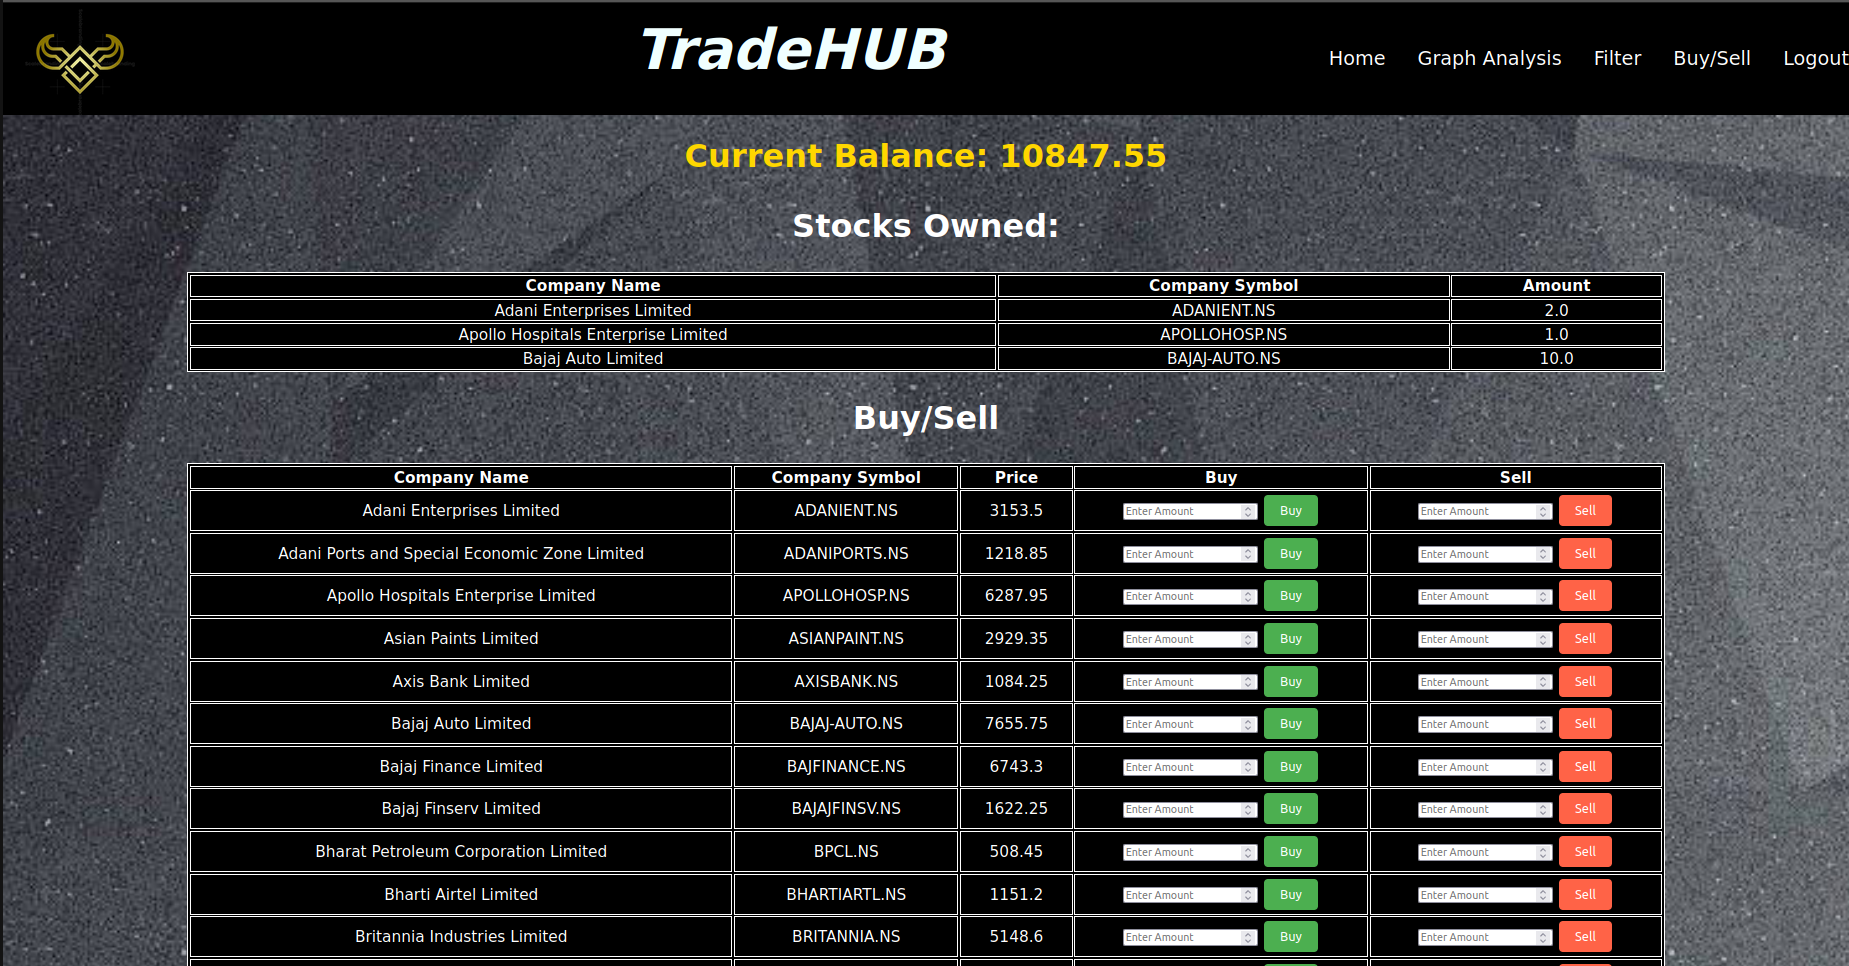 TradeHUB
Home Graph Analysis Filter Buy/Sell Logout
Current Balance: 10847.55
Stocks Owned:
Company Name Company Symbol Amount
Adani Enterprises Limited ADANIENT.NS 2.0
Apollo Hospitals Enterprise Limited APOLLOHOSP.NS 1.0
Bajaj Auto Limited BAJAJ-AUTO.NS 10.0
Buy/Sell
Company Name Company Symbol Price Buy Sell
Adani Enterprises Limited ADANIENT.NS 3153.5 Enter Amount Buy Enter Amount Sell
Adani Ports and Special Economic Zone Limited ADANIPORTS.NS 1218.85 Enter Amount Buy Enter Amount Sell
Apollo Hospitals Enterprise Limited APOLLOHOSP.NS 6287.95 Enter Amount Buy Enter Amount Sell
Asian Paints Limited ASIANPAINT.NS 2929.35 Enter Amount Buy Enter Amount Sell
Axis Bank Limited AXISBANK.NS 1084.25 Enter Amount Buy Enter Amount Sell
Bajaj Auto Limited BAJAJ-AUTO.NS 7655.75 Enter Amount Buy Enter Amount Sell
Bajaj Finance Limited BAJFINANCE.NS 6743.3 Enter Amount Buy Enter Amount Sell
Bajaj Finserv Limited BAJAJFINSV.NS 1622.25 Enter Amount Buy Enter Amount Sell
Bharat Petroleum Corporation Limited BPCL.NS 508.45 Enter Amount Buy Enter Amount Sell
Bharti Airtel Limited BHARTIARTL.NS 1151.2 Enter Amount Buy Enter Amount Sell
Britannia Industries Limited BRITANNIA.NS 5148.6 Enter Amount Buy Enter Amount Sell